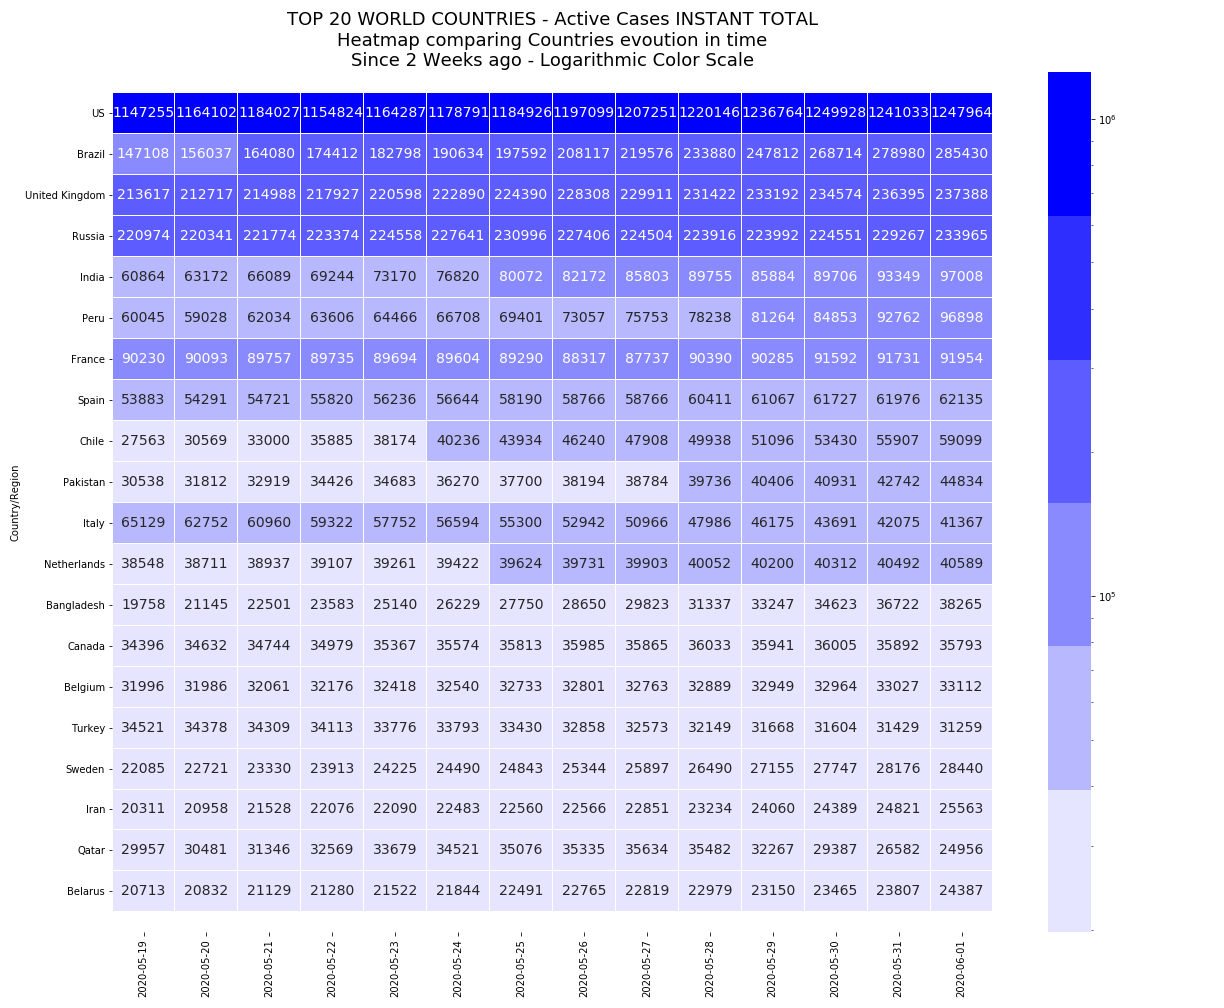 TOP 20 WORLD COUNTRIES - Active Cases INSTANT TOTAL
Heatmap comparing Countries evoution in time
Since 2 Weeks ago - Logarithmic Color Scale
US 1147255 1164102 1184027 1154824 1164287 1178791 1184926 1197099 1207251 1220146 1236764 1249928 1241033 1247964
Brazil 147108 156037 164080 174412 182798 190634 197592 208117 219576 233880 247812 268714 278980 285430
United Kingdom 213617 212717 214988 217927 220598 222890 224390 228308 229911 231422 233192 234574 236395 237388
Russia 220974 220341 221774 223374 224558 227641 230996 227406 224504 223916 223992 224551 229267 233965
India 60864 63172 66089 69244 73170 76820 80072 82172 85803 89755 85884 89706 93349 97008
Peru 60045 59028 62034 63606 64466 66708 69401 73057 75753 78238 81264 84853 92762 96898
France 90230 90093 89757 89735 89694 89604 89290 88317 87737 90390 90285 91592 91731 91954
Spain 53883 54291 54721 55820 56236 56644 58190 58766 58766 60411 61067 61727 61976 62135
Chile 27563 30569 33000 35885 38174 40236 43934 46240 47908 49938 51096 53430 55907 59099
Pakistan 30538 31812 32919 34426 34683 36270 37700 38194 38784 39736 40406 40931 42742 44834
Italy 65129 62752 60960 59322 57752 56594 55300 52942 50966 47986 46175 43691 42075 41367
Netherlands 38548 38711 38937 39107 39261 39422 39624 39731 39903 40052 40200 40312 40492 40589
Bangladesh 19758 21145 22501 23583 25140 26229 27750 28650 29823 31337 33247 34623 36722 38265
Canada 34396 34632 34744 34979 35367 35574 35813 35985 35865 36033 35941 36005 35892 35793
Belgium 31996 31986 32061 32176 32418 32540 32733 32801 32763 32889 32949 32964 33027 33112
Turkey 34521 34378 34309 34113 33776 33793 33430 32858 32573 32149 31668 31604 31429 31259
Sweden 22085 22721 23330 23913 24225 24490 24843 25344 25897 26490 27155 27747 28176 28440
Iran 20311 20958 21528 22076 22090 22483 22560 22566 22851 23234 24060 24389 24821 25563
Qatar 29957 30481 31346 32569 33679 34521 35076 35335 35634 35482 32267 29387 26582 24956
Belarus 20713 20832 21129 21280 21522 21844 22491 22765 22819 22979 23150 23465 23807 24387
2020-05-19 2020-05-20 2020-05-21 2020-05-22 2020-05-23 2020-05-24 2020-05-25 2020-05-26 2020-05-27 2020-05-28 2020-05-29 2020-05-30 2020-05-31 2020-06-01
Country/Region
10⁶
10⁵